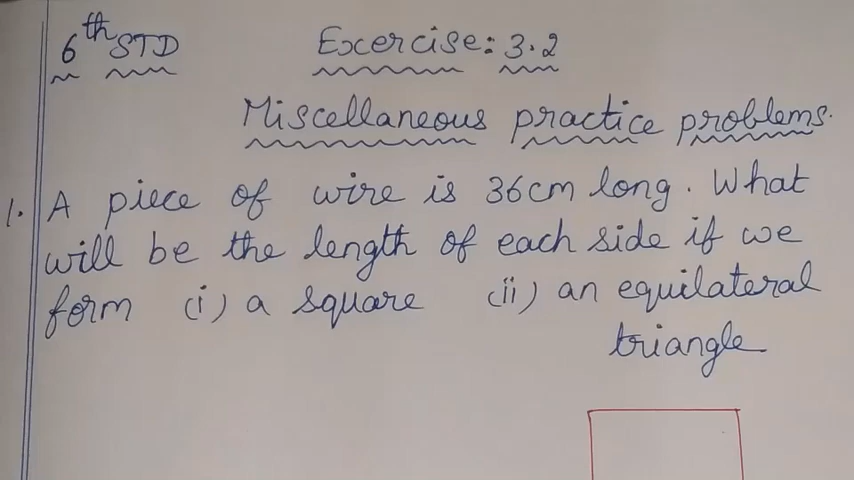 6th STD Exercise: 3.2
Miscellaneous practice problems.
1. A piece of wire is 36cm long. What
will be the length of each side if we
form (i) a square (ii) an equilateral
triangle